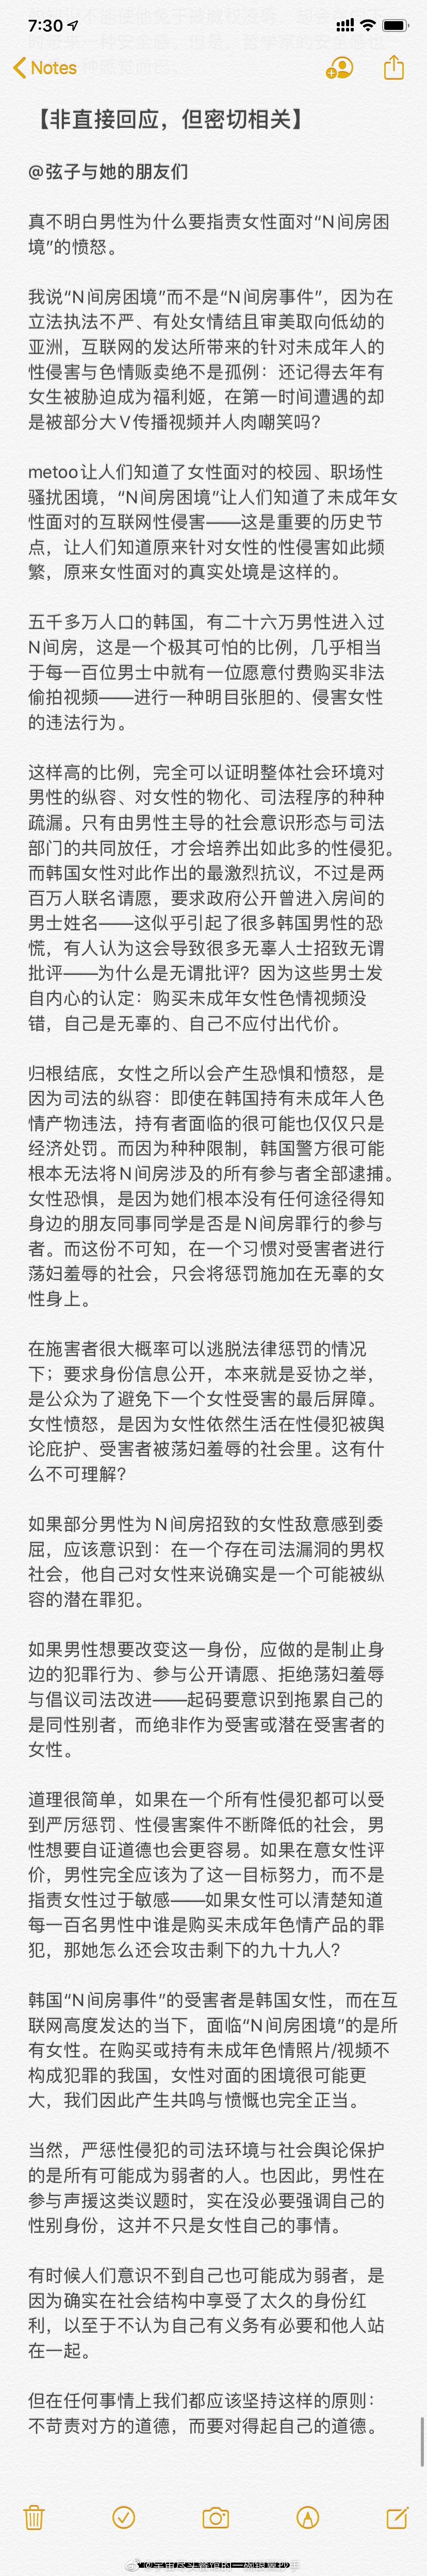 7:30
Notes
【非直接回应，但密切相关】
@弦子与她的朋友们
真不明白男性为什么要指责女性面对“N间房困
境”的愤怒。
我说“N间房困境”而不是“N间房事件”，因为在
立法执法不严、有处女情结且审美取向低幼的
亚洲，互联网的发达所带来的针对未成年人的
性侵害与色情贩卖绝不是孤例：还记得去年有
女生被胁迫成为福利姬，在第一时间遭遇的却
是被部分大V传播视频并人肉嘲笑吗？
metoo让人们知道了女性面对的校园、职场性
骚扰困境，“N间房困境”让人们知道了未成年女
性面对的互联网性侵害——这是重要的历史节
点，让人们知道原来针对女性的性侵害如此频
繁，原来女性面对的真实处境是这样的。
五千多万人口的韩国，有二十六万男性进入过
N间房，这是一个极其可怕的比例，几乎相当
于每一百位男士中就有一位愿意付费购买非法
偷拍视频——进行一种明目张胆的、侵害女性
的违法行为。
这样高的比例，完全可以证明整体社会环境对
男性的纵容、对女性的物化、司法程序的种种
疏漏。只有由男性主导的社会意识形态与司法
部门的共同放任，才会培养出如此多的性侵犯。
而韩国女性对此作出的最激烈抗议，不过是两
百万人联名请愿，要求政府公开曾进入房间的
男士姓名——这似乎引起了很多韩国男性的恐
慌，有人认为这会导致很多无辜人士招致无谓
批评——为什么是无谓批评？因为这些男士发
自内心的认定：购买未成年女性色情视频没
错，自己是无辜的、自己不应付出代价。
归根结底，女性之所以会产生恐惧和愤怒，是
因为司法的纵容：即使在韩国持有未成年人色
情产物违法，持有者面临的很可能也仅仅只是
经济处罚。而因为种种限制，韩国警方很可能
根本无法将N间房涉及的所有参与者全部逮捕。
女性恐惧，是因为她们根本没有任何途径得知
身边的朋友同事同学是否是N间房罪行的参与
者。而这份不可知，在一个习惯对受害者进行
荡妇羞辱的社会，只会将惩罚施加在无辜的女
性身上。
在施害者很大概率可以逃脱法律惩罚的情况
下；要求身份信息公开，本来就是妥协之举，
是公众为了避免下一个女性受害的最后屏障。
女性愤怒，是因为女性依然生活在性侵犯被舆
论庇护、受害者被荡妇羞辱的社会里。这有什
么不可理解？
如果部分男性为N间房招致的女性敌意感到委
屈，应该意识到：在一个存在司法漏洞的男权
社会，他自己对女性来说确实是一个可能被纵
容的潜在罪犯。
如果男性想要改变这一身份，应做的是制止身
边的犯罪行为、参与公开请愿、拒绝荡妇羞辱
与倡议司法改进——起码要意识到拖累自己的
是同性别者，而绝非作为受害或潜在受害者的
女性。
道理很简单，如果在一个所有性侵犯都可以受
到严厉惩罚、性侵害案件不断降低的社会，男
性想要自证道德也会更容易。如果在意女性评
价，男性完全应该为了这一目标努力，而不是
指责女性过于敏感——如果女性可以清楚知道
每一百名男性中谁是购买未成年色情产品的罪
犯，那她怎么还会攻击剩下的九十九人？
韩国“N间房事件”的受害者是韩国女性，而在互
联网高度发达的当下，面临“N间房困境”的是所
有女性。在购买或持有未成年色情照片/视频不
构成犯罪的我国，女性对面的困境很可能更
大，我们因此产生共鸣与愤慨也完全正当。
当然，严惩性侵犯的司法环境与社会舆论保护
的是所有可能成为弱者的人。也因此，男性在
参与声援这类议题时，实在没必要强调自己的
性别身份，这并不只是女性自己的事情。
有时候人们意识不到自己也可能成为弱者，是
因为确实在社会结构中享受了太久的身份红
利，以至于不认为自己有义务有必要和他人站
在一起。
但在任何事情上我们都应该坚持这样的原则：
不苛责对方的道德，而要对得起自己的道德。